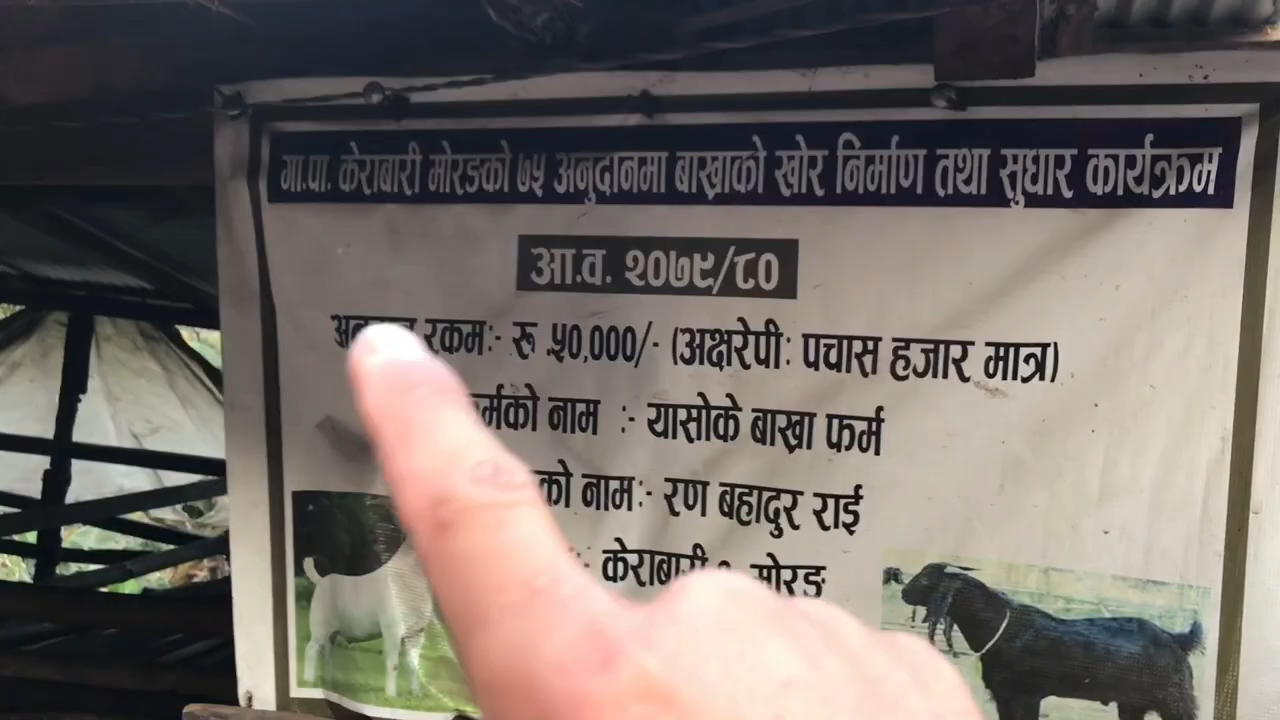 गा.पा. केराबारी मोरङको ७५ अनुदानमा बाख्राको खोर निर्माण तथा सुधार कार्यक्रम
आ.व. २०७९/८०
रकमः- रू .५०,०००/- (अक्षरेपीः पचास हजार मात्र)
नाम :- यासोके बाख्रा फर्म
को नामः- रण बहादुर राई
केराबारी मोरङ